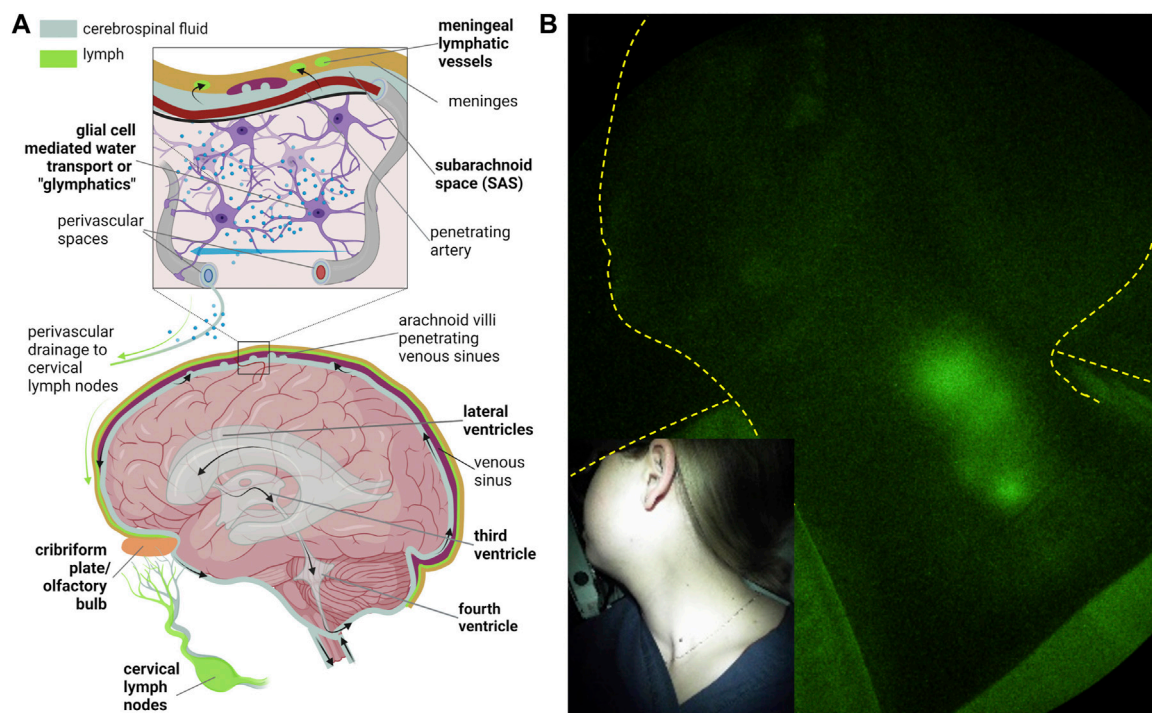 A
cerebrospinal fluid
lymph
meningeal
lymphatic
vessels
meninges
glial cell
mediated water
transport or
"glymphatics"
subarachnoid
space (SAS)
perivascular
spaces
penetrating
artery
perivascular
drainage to
cervical
lymph nodes
arachnoid villi
penetrating
venous sinues
lateral
ventricles
venous
sinus
third
ventricle
cribriform
plate/
olfactory
bulb
fourth
ventricle
cervical
lymph
nodes
B